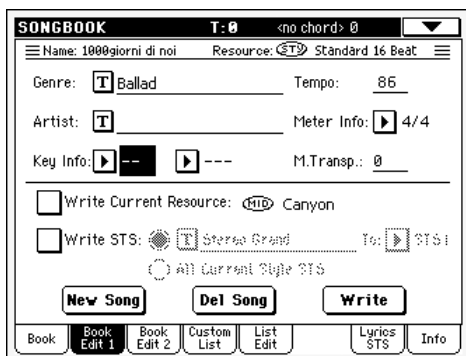 SONGBOOK T:0 <no chord> 0
Name: 1000giorni di noi Resource: STY Standard 16 Beat
Genre: T Ballad Tempo: 86
Artist: T Meter Info: 4/4
Key Info: -- --- M.Transp.: 0
Write Current Resource: MID Canyon
Write STS: T Stereo Grand To: STS1
All Current Style STS
New Song Del Song Write
Book Book Edit 1 Book Edit 2 Custom List List Edit Lyrics STS Info